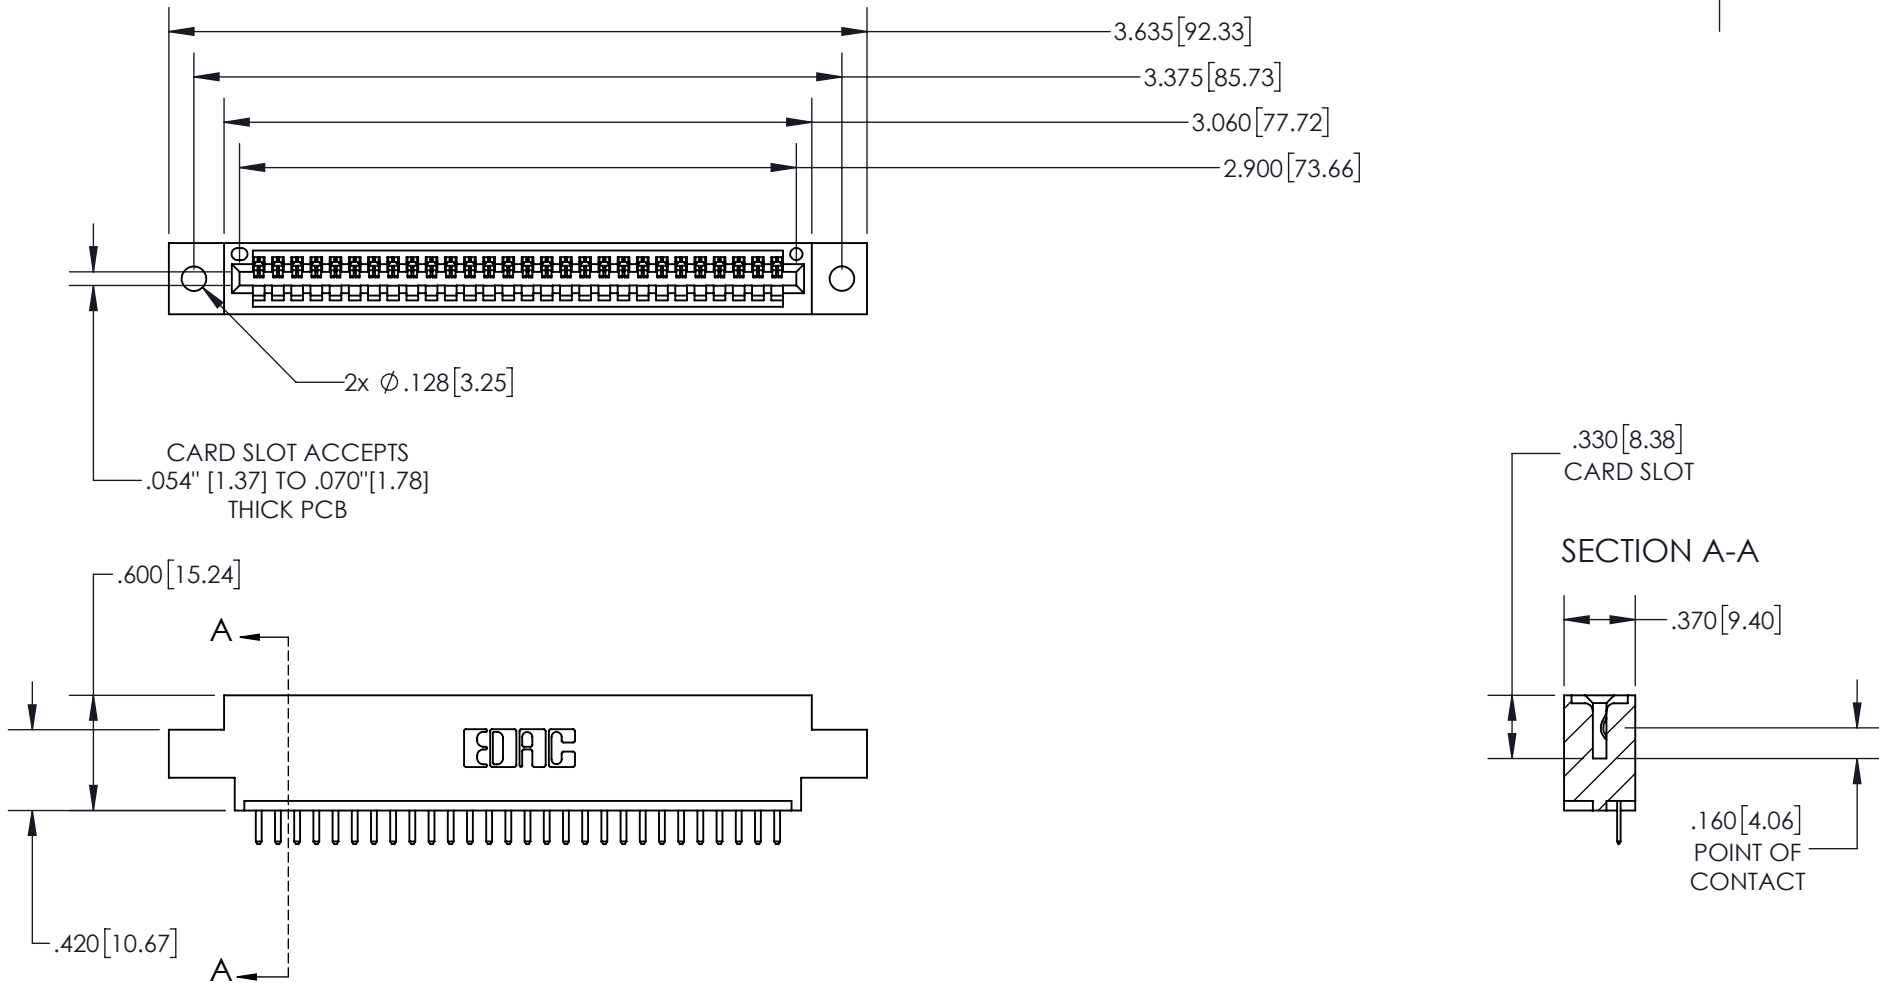 3.635[92.33]
3.375[85.73]
3.060[77.72]
2.900[73.66]
2x ∅.128[3.25]
CARD SLOT ACCEPTS
.054" [1.37] TO .070"[1.78]
THICK PCB
.330[8.38]
CARD SLOT
SECTION A-A
.370[9.40]
.160[4.06]
POINT OF
CONTACT
.600[15.24]
A
EDAC
.420[10.67]
A